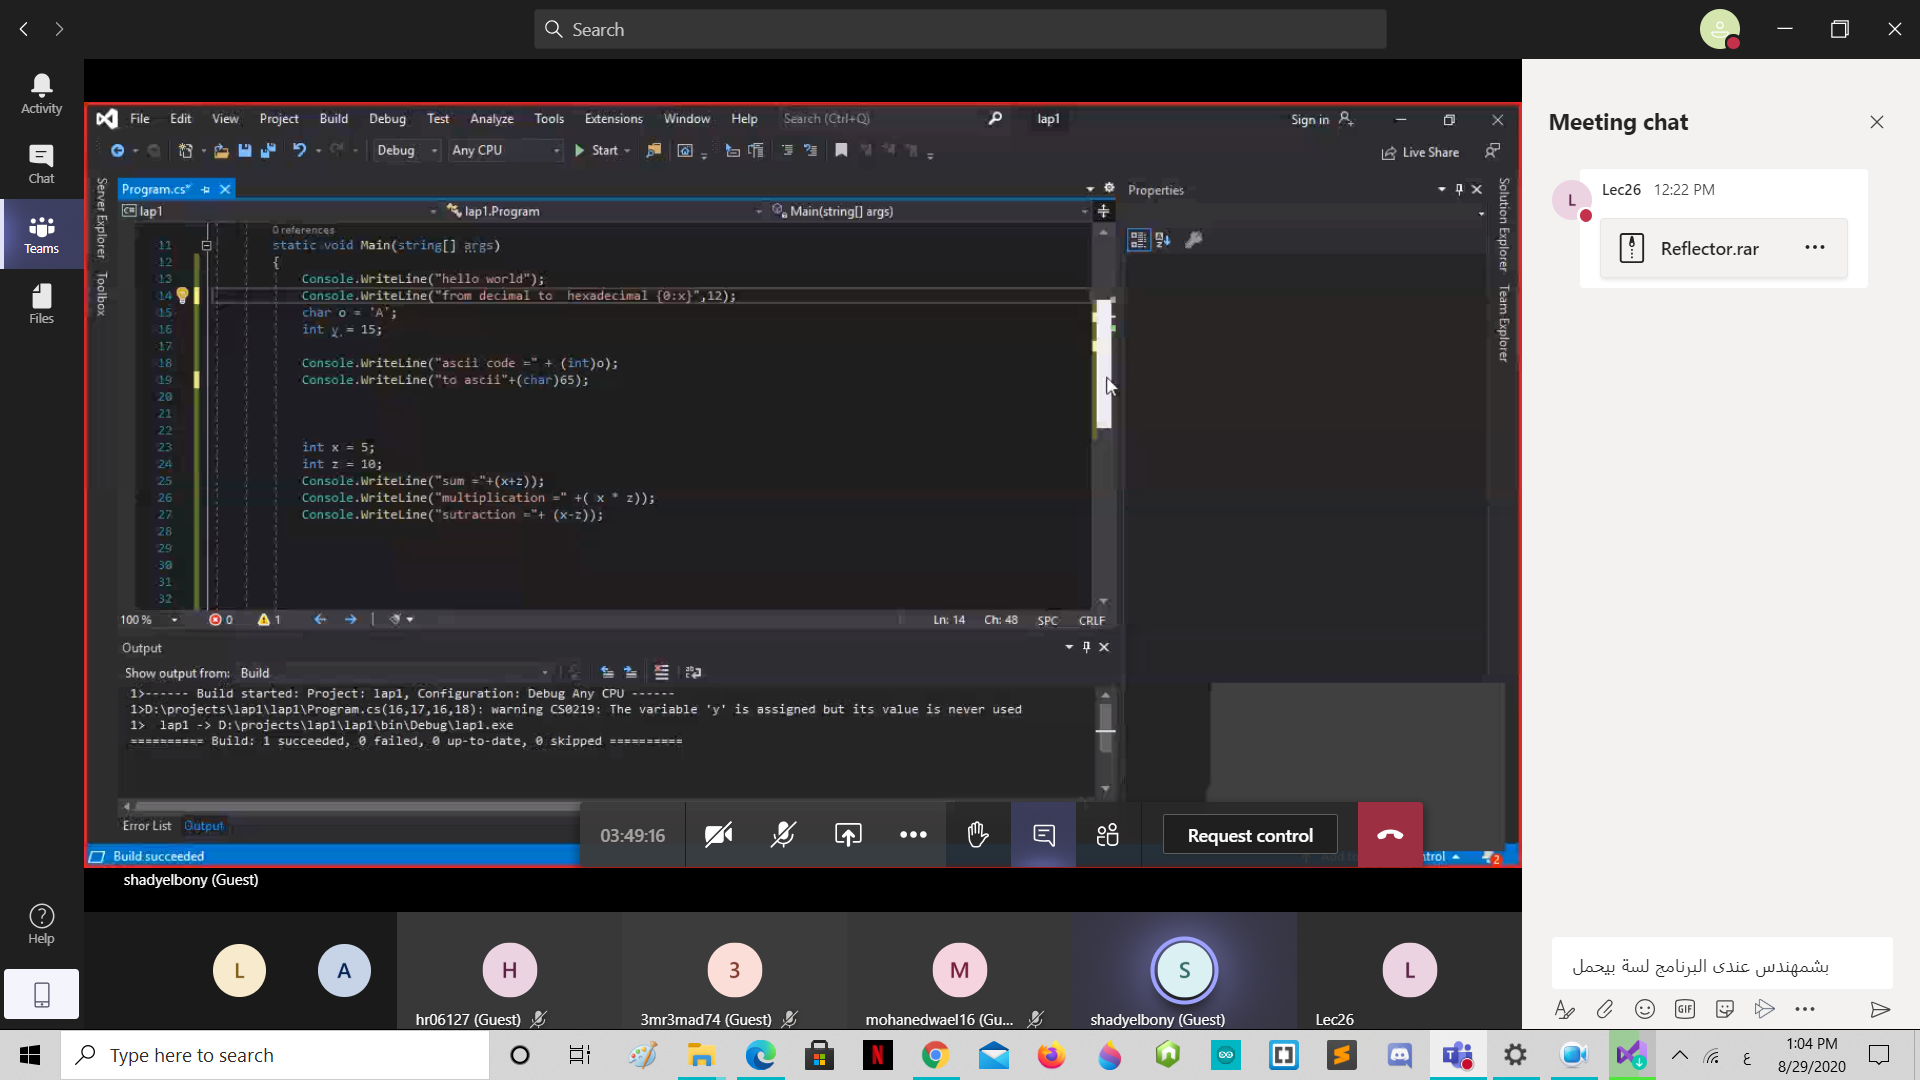 Search
Activity
Chat
Teams
Files
Help
File Edit View Project Build Debug Test Analyze Tools Extensions Window Help Search (Ctrl+Q) lap1 Sign in
Debug Any CPU Start Live Share
Server Explorer
Toolbox
Program.cs*
lap1 lap1.Program Main(string[] args)
0 references
11 static void Main(string[] args)
12 {
13 Console.WriteLine("hello world");
14 Console.WriteLine("from decimal to  hexadecimal {0:x}",12);
15 char o = 'A';
16 int y = 15;
17
18 Console.WriteLine("ascii code =" + (int)o);
19 Console.WriteLine("to ascii"+(char)65);
20
21
22
23 int x = 5;
24 int z = 10;
25 Console.WriteLine("sum ="+(x+z));
26 Console.WriteLine("multiplication =" +( x * z));
27 Console.WriteLine("sutraction ="+ (x-z));
28
29
30
31
32
100 % 0 1 Ln: 14 Ch: 48 SPC CRLF
Properties
Solution Explorer
Team Explorer
Output
Show output from: Build
1>------ Build started: Project: lap1, Configuration: Debug Any CPU ------
1>D:\projects\lap1\lap1\Program.cs(16,17,16,18): warning CS0219: The variable 'y' is assigned but its value is never used
1>  lap1 -> D:\projects\lap1\lap1\bin\Debug\lap1.exe
========== Build: 1 succeeded, 0 failed, 0 up-to-date, 0 skipped ==========
Error List Output
Build succeeded
03:49:16
Request control
2
shadyelbony (Guest)
L
A
H
hr06127 (Guest)
3
3mr3mad74 (Guest)
M
mohanedwael16 (Gu...
S
shadyelbony (Guest)
L
Lec26
Meeting chat
L
Lec26 12:22 PM
Reflector.rar
بشمهندس عندى البرنامج لسة بيحمل
GIF
Type here to search
N
ع
1:04 PM
8/29/2020